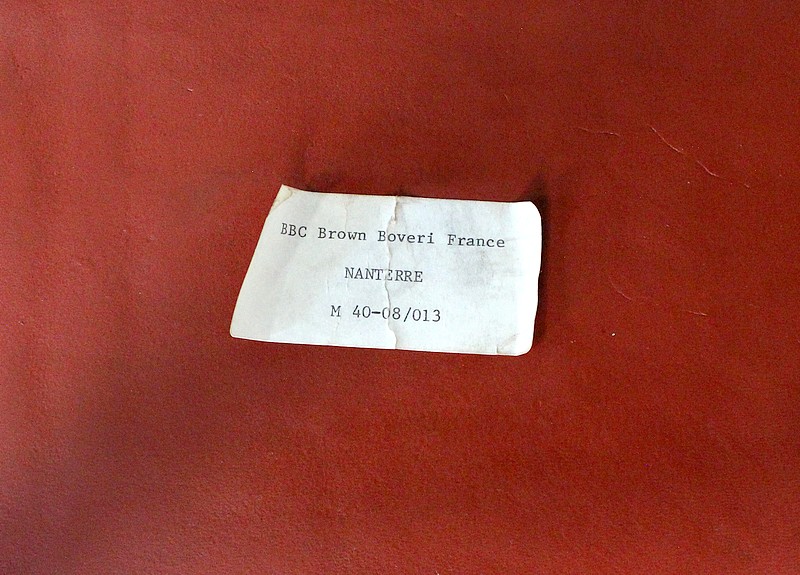 BBC Brown Boveri France
NANTERRE
M 40-08/013